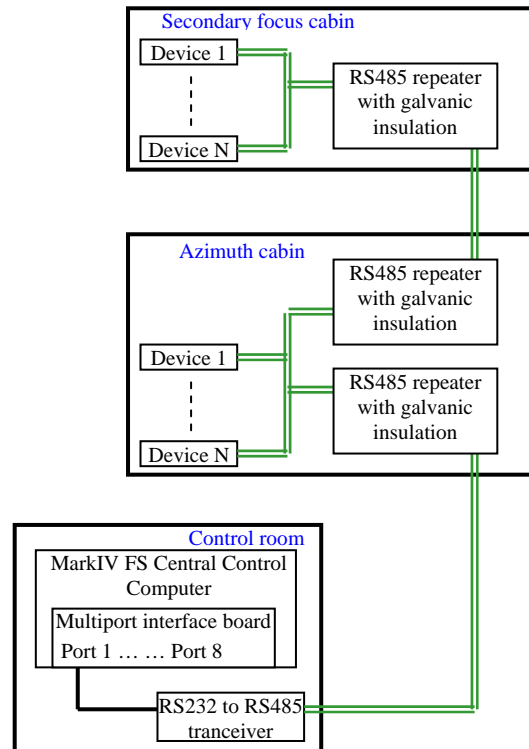 Secondary focus cabin
Device 1
Device N
RS485 repeater
with galvanic
insulation
Azimuth cabin
RS485 repeater
with galvanic
insulation
Device 1
Device N
RS485 repeater
with galvanic
insulation
Control room
MarkIV FS Central Control
Computer
Multiport interface board
Port 1 … … Port 8
RS232 to RS485
tranceiver